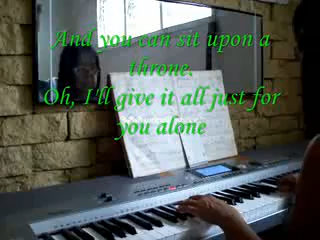 And you can sit upon a
throne.
Oh, I'll give it all just for
you alone